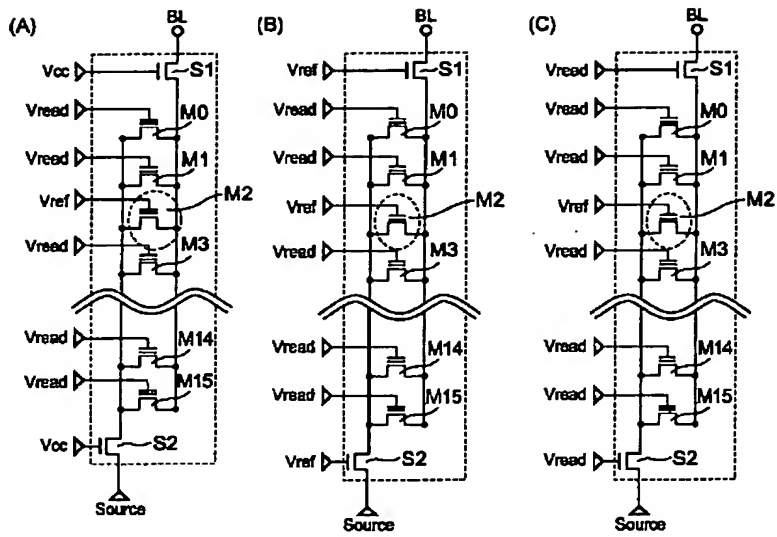 (A)
BL
Vcc
S1
Vread
M0
Vread
M1
Vref
M2
Vread
M3
Vread
M14
Vread
M15
Vcc
S2
Source
(B)
BL
Vref
S1
Vread
M0
Vread
M1
Vref
M2
Vread
M3
Vread
M14
Vread
M15
Vref
S2
Source
(C)
BL
Vread
S1
Vread
M0
Vread
M1
Vref
M2
Vread
M3
Vread
M14
Vread
M15
Vread
S2
Source